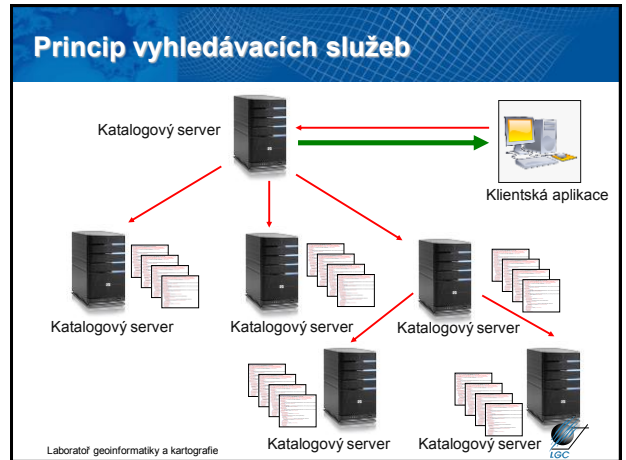 Princip vyhledávacích služeb
Katalogový server
Klientská aplikace
Katalogový server
Katalogový server
Katalogový server
Katalogový server
Katalogový server
Laboratoř geoinformatiky a kartografie
LGC